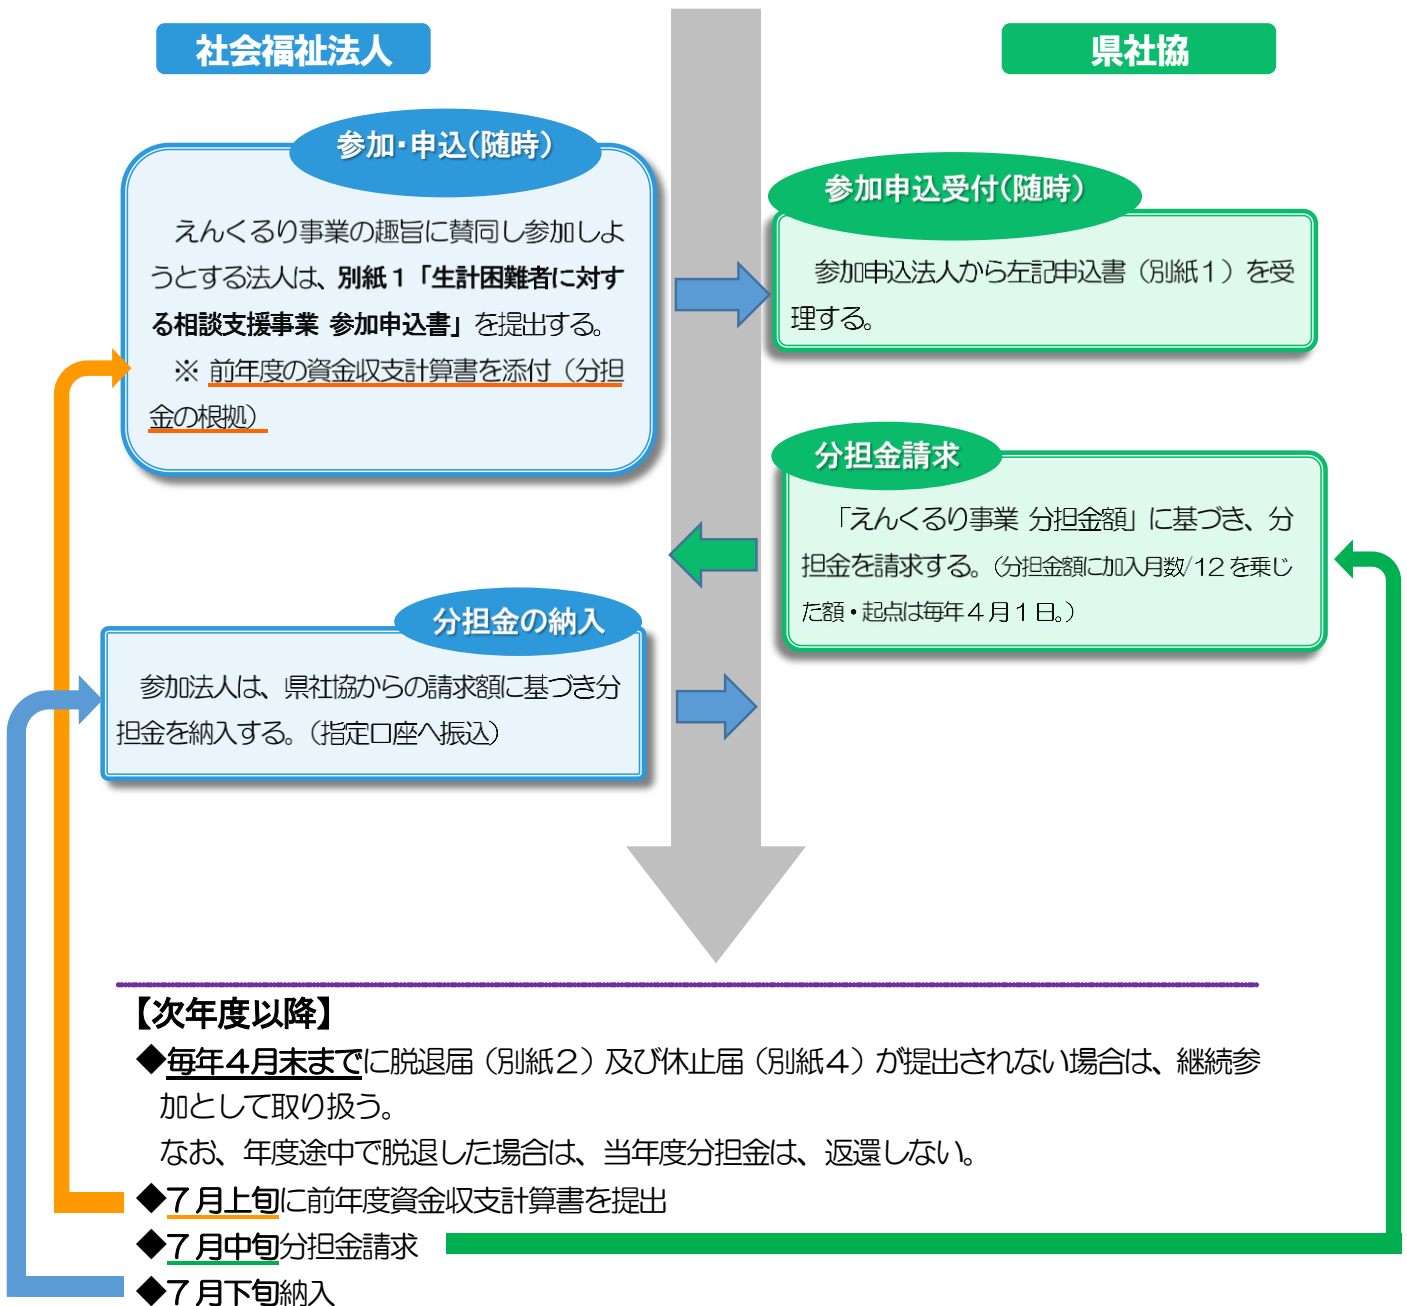 社会福祉法人
県社協
参加・申込(随時)
えんくるり事業の趣旨に賛同し参加しよ
うとする法人は、別紙１「生計困難者に対す
る相談支援事業 参加申込書」を提出する。
※ 前年度の資金収支計算書を添付（分担
金の根拠）
参加申込受付(随時)
参加申込法人から左記申込書（別紙１）を受
理する。
分担金請求
「えんくるり事業 分担金額」に基づき、分
担金を請求する。（分担金額に加入月数/12を乗じ
た額・起点は毎年４月１日。）
分担金の納入
参加法人は、県社協からの請求額に基づき分
担金を納入する。（指定口座へ振込）
【次年度以降】
◆毎年４月末までに脱退届（別紙２）及び休止届（別紙４）が提出されない場合は、継続参
加として取り扱う。
なお、年度途中で脱退した場合は、当年度分担金は、返還しない。
◆７月上旬に前年度資金収支計算書を提出
◆７月中旬分担金請求
◆７月下旬納入